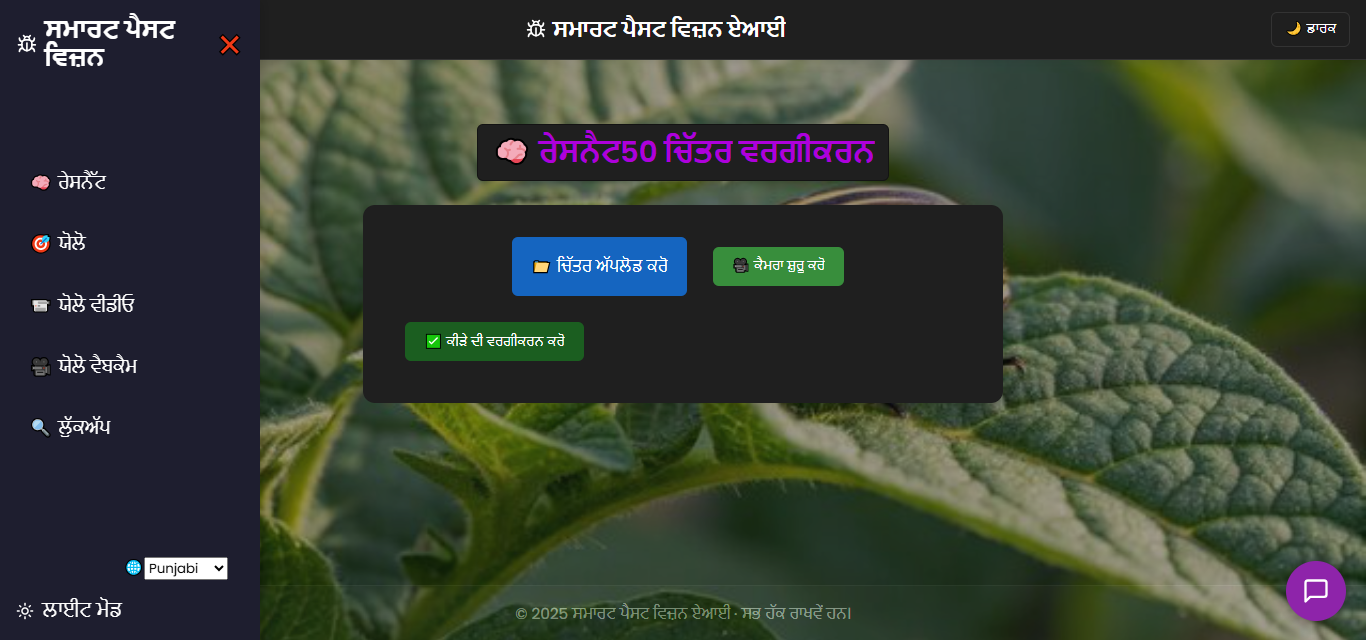 ਸਮਾਰਟ ਪੈਸਟ
ਵਿਜ਼ਨ
ਰੇਸਨੈੱਟ
ਯੋਲੋ
ਯੋਲੋ ਵੀਡੀਓ
ਯੋਲੋ ਵੈਬਕੈਮ
ਲੁੱਕਅੱਪ
Punjabi
ਲਾਈਟ ਮੋਡ
ਸਮਾਰਟ ਪੈਸਟ ਵਿਜ਼ਨ ਏਆਈ
ਡਾਰਕ
ਰੇਸਨੈਟ50 ਚਿੱਤਰ ਵਰਗੀਕਰਨ
ਚਿੱਤਰ ਅੱਪਲੋਡ ਕਰੋ
ਕੈਮਰਾ ਸ਼ੁਰੂ ਕਰੋ
ਕੀੜੇ ਦੀ ਵਰਗੀਕਰਨ ਕਰੋ
© 2025 ਸਮਾਰਟ ਪੈਸਟ ਵਿਜ਼ਨ ਏਆਈ · ਸਭ ਹੱਕ ਰਾਖਵੇਂ ਹਨ।